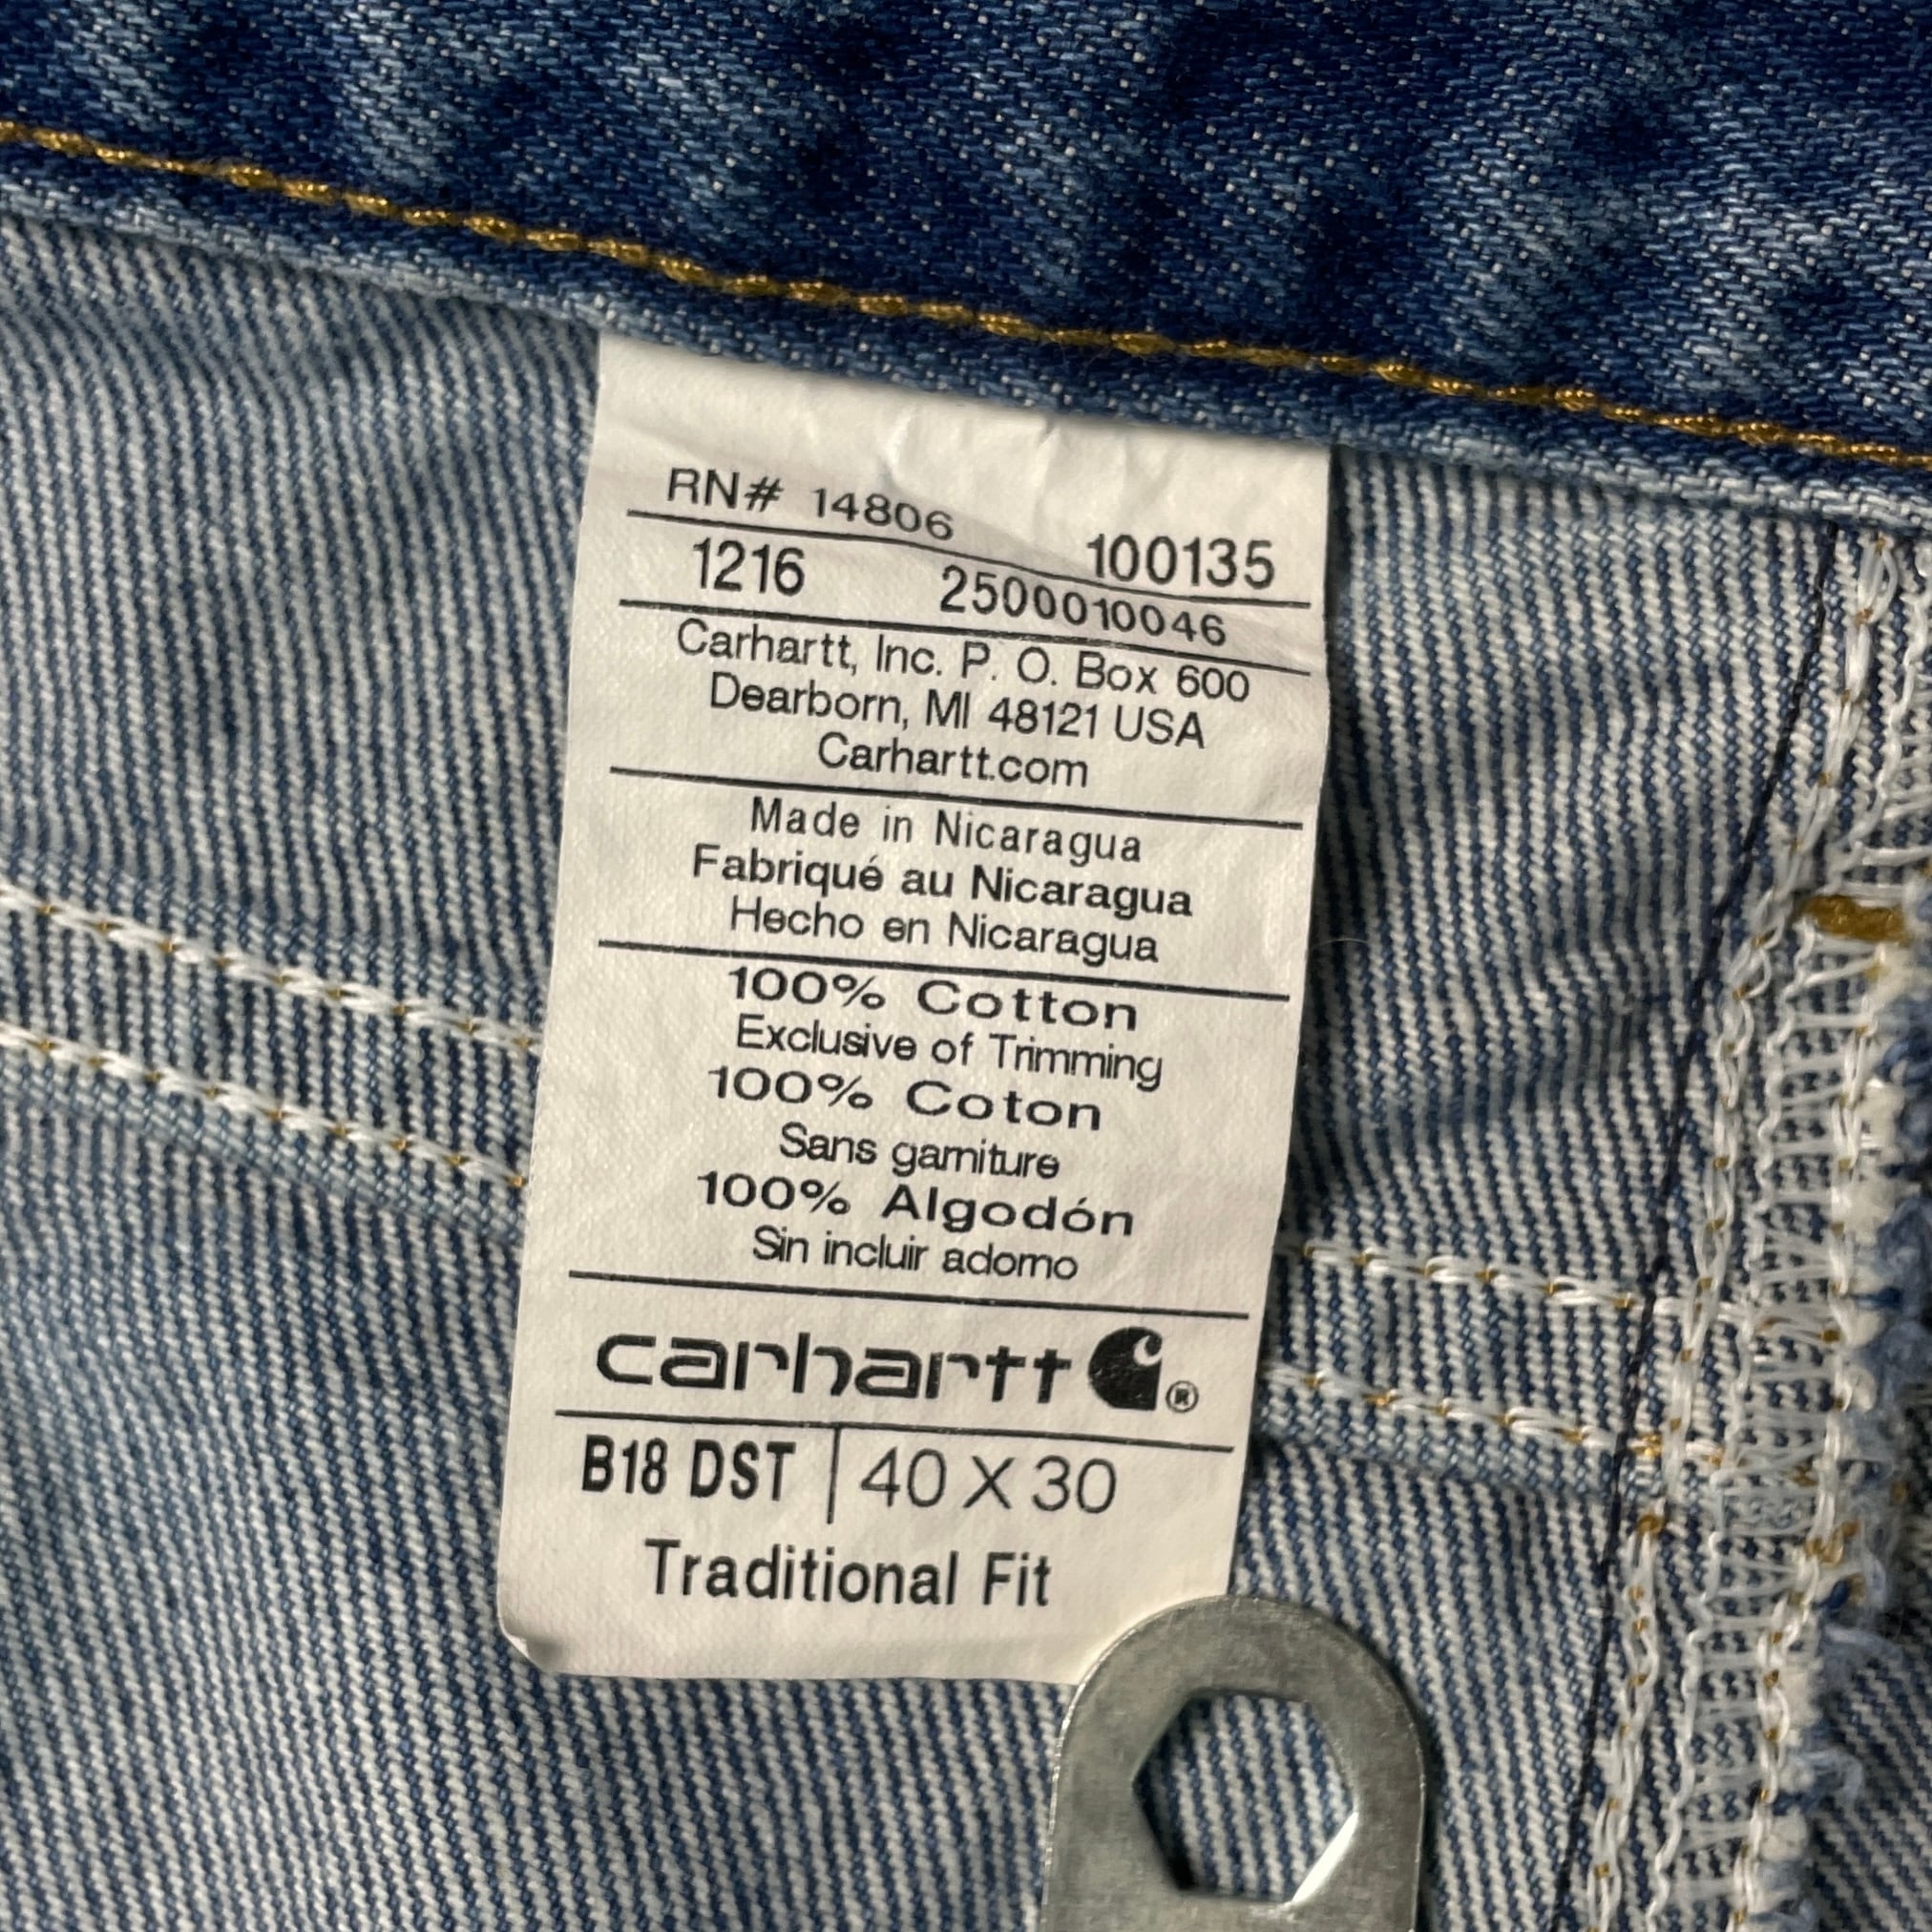 RN# 14806 100135
1216 2500010046
Carhartt, Inc. P. O. Box 600
Dearborn, MI 48121 USA
Carhartt.com
Made in Nicaragua
Fabriqué au Nicaragua
Hecho en Nicaragua
100% Cotton
Exclusive of Trimming
100% Coton
Sans garniture
100% Algodón
Sin incluir adorno
carhartt ®
B18 DST 40 X 30
Traditional Fit